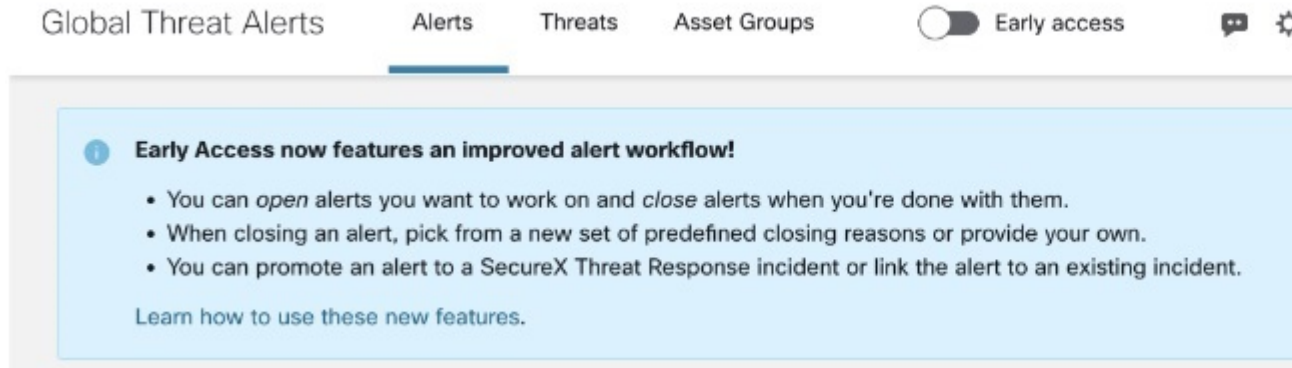 Global Threat Alerts Alerts Threats Asset Groups Early access
Early Access now features an improved alert workflow!
• You can open alerts you want to work on and close alerts when you're done with them.
• When closing an alert, pick from a new set of predefined closing reasons or provide your own.
• You can promote an alert to a SecureX Threat Response incident or link the alert to an existing incident.
Learn how to use these new features.